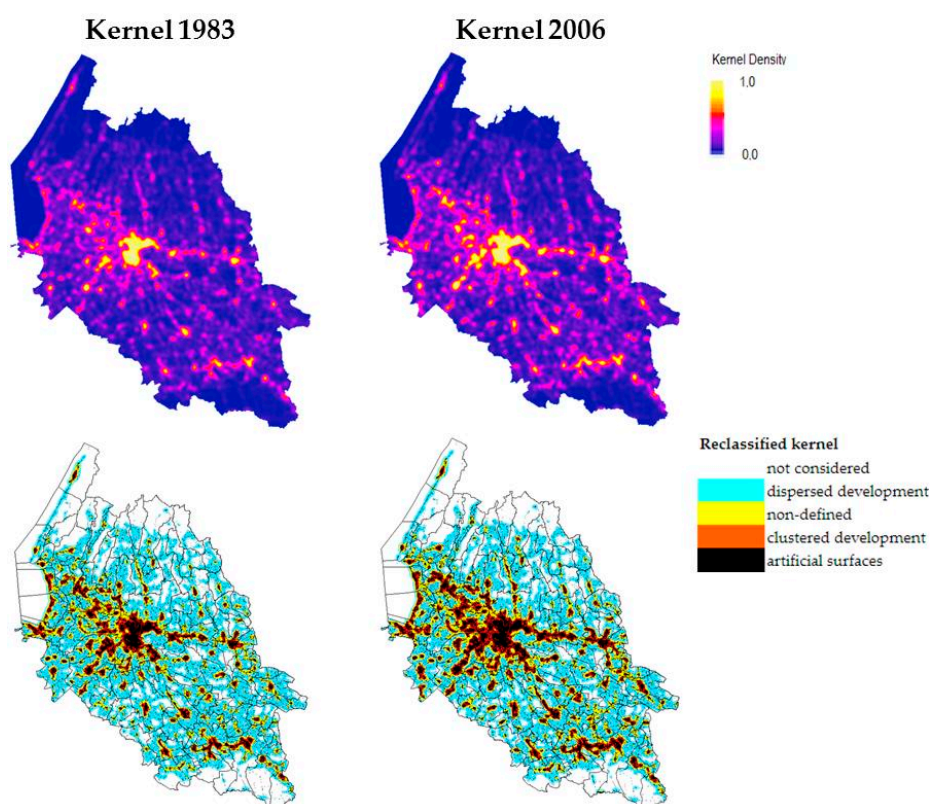 Kernel 1983
Kernel 2006
Kernel Density
1.0
0.0
Reclassified kernel
not considered
dispersed development
non-defined
clustered development
artificial surfaces